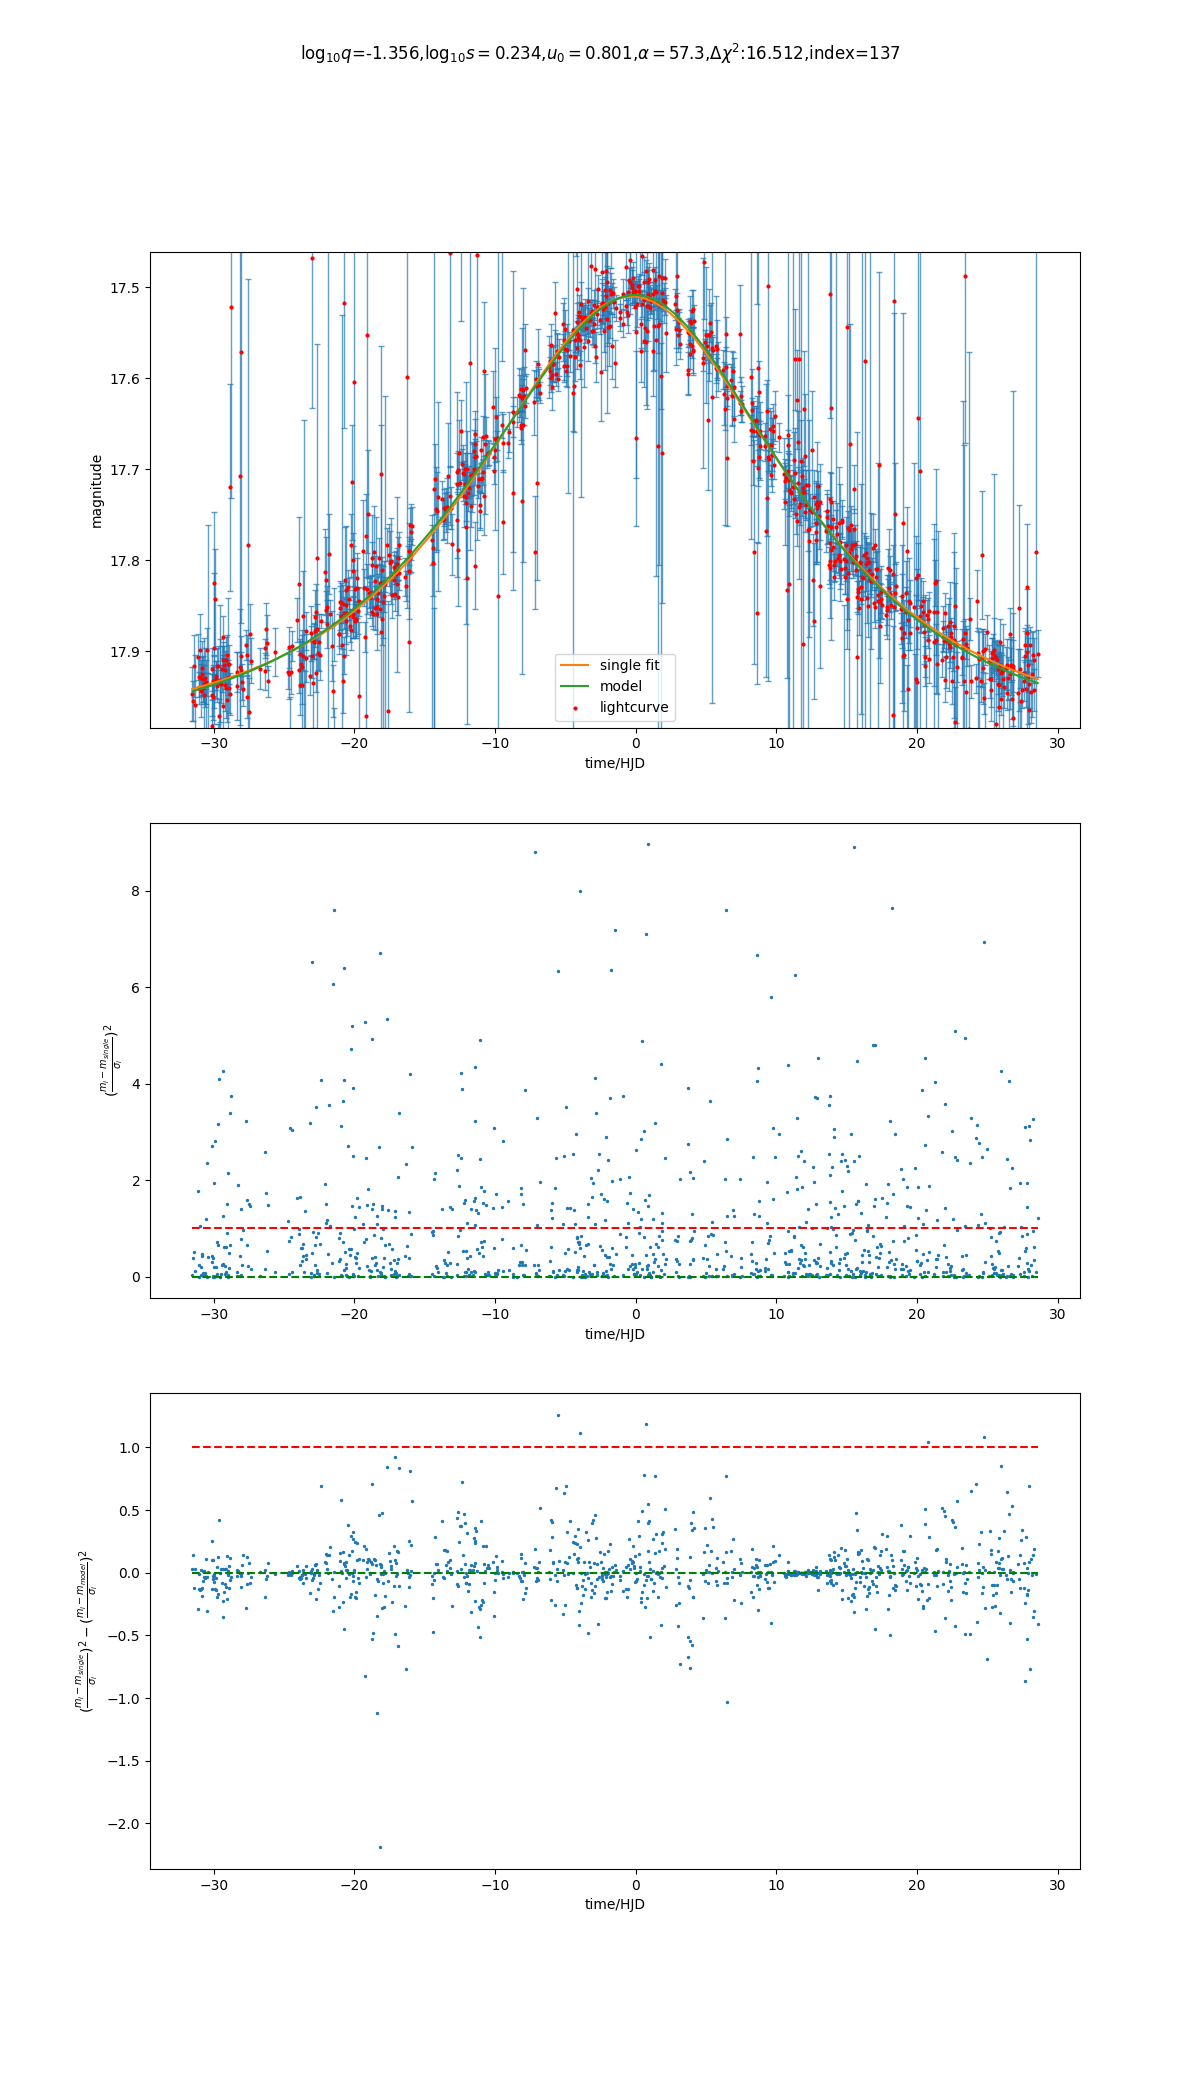 log₁₀q=-1.356,log₁₀s = 0.234,u₀ = 0.801,α = 57.3,Δχ²:16.512,index=137
17.5
17.6
17.7
17.8
17.9
magnitude
single fit
model
lightcurve
−30 −20 −10 0 10 20 30
time/HJD
8
6
4
2
0
((mᵢ − m_single)/σᵢ)²
−30 −20 −10 0 10 20 30
time/HJD
1.0
0.5
0.0
−0.5
−1.0
−1.5
−2.0
((mᵢ − m_single)/σᵢ)² − ((mᵢ − m_model)/σᵢ)²
−30 −20 −10 0 10 20 30
time/HJD